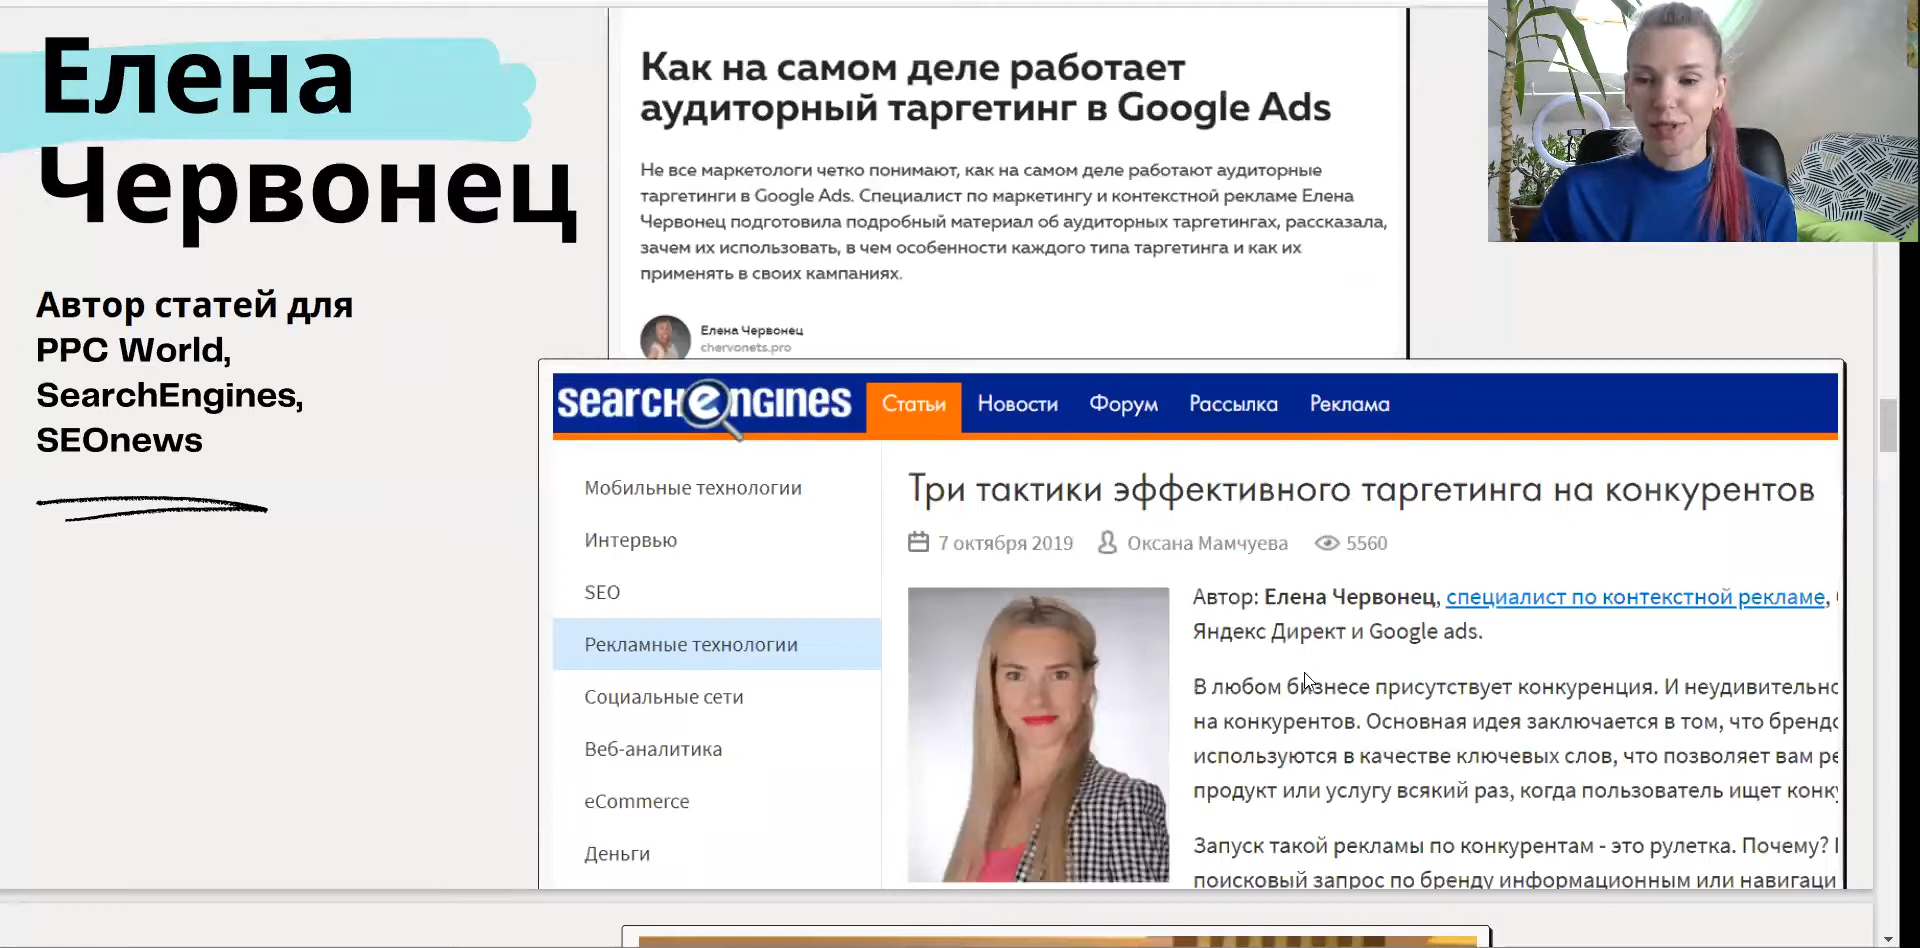 Елена
Червонец
Автор статей для
PPC World,
SearchEngines,
SEOnews
Как на самом деле работает
аудиторный таргетинг в Google Ads
Не все маркетологи четко понимают, как на самом деле работают аудиторные
таргетинги в Google Ads. Специалист по маркетингу и контекстной рекламе Елена
Червонец подготовила подробный материал об аудиторных таргетингах, рассказала,
зачем их использовать, в чем особенности каждого типа таргетинга и как их
применять в своих кампаниях.
Елена Червонец
chervonets.pro
searchengines
Статьи Новости Форум Рассылка Реклама
Мобильные технологии
Интервью
SEO
Рекламные технологии
Социальные сети
Веб-аналитика
eCommerce
Деньги
Три тактики эффективного таргетинга на конкурентов
7 октября 2019 Оксана Мамчуева 5560
Автор: Елена Червонец, специалист по контекстной рекламе,
Яндекс Директ и Google ads.
В любом бизнесе присутствует конкуренция. И неудивительно
на конкурентов. Основная идея заключается в том, что
используются в качестве ключевых слов, что позволяет вам
продукт или услугу всякий раз, когда пользователь ищет
Запуск такой рекламы по конкурентам - это рулетка. Почему?
поисковый запрос по бренду информационным или